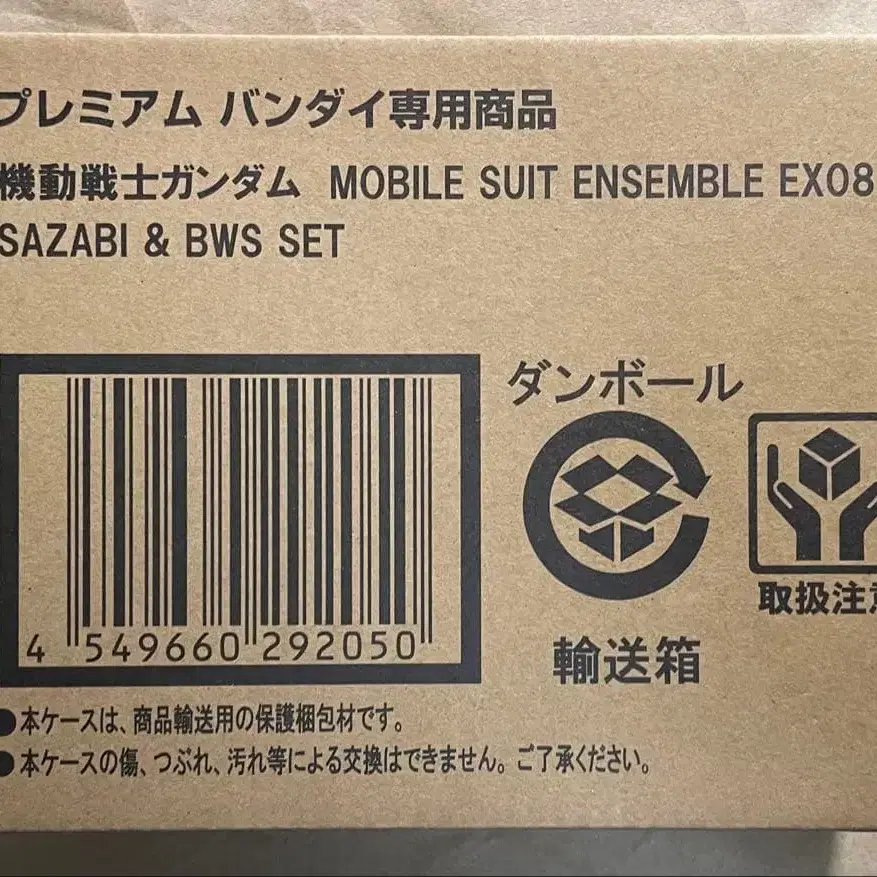 プレミアム バンダイ専用商品
機動戦士ガンダム MOBILE SUIT ENSEMBLE EX08
SAZABI & BWS SET
ダンボール
取扱注意
輸送箱
4 549660 292050
●本ケースは、商品輸送用の保護梱包材です。
●本ケースの傷、つぶれ、汚れ等による交換はできません。ご了承ください。